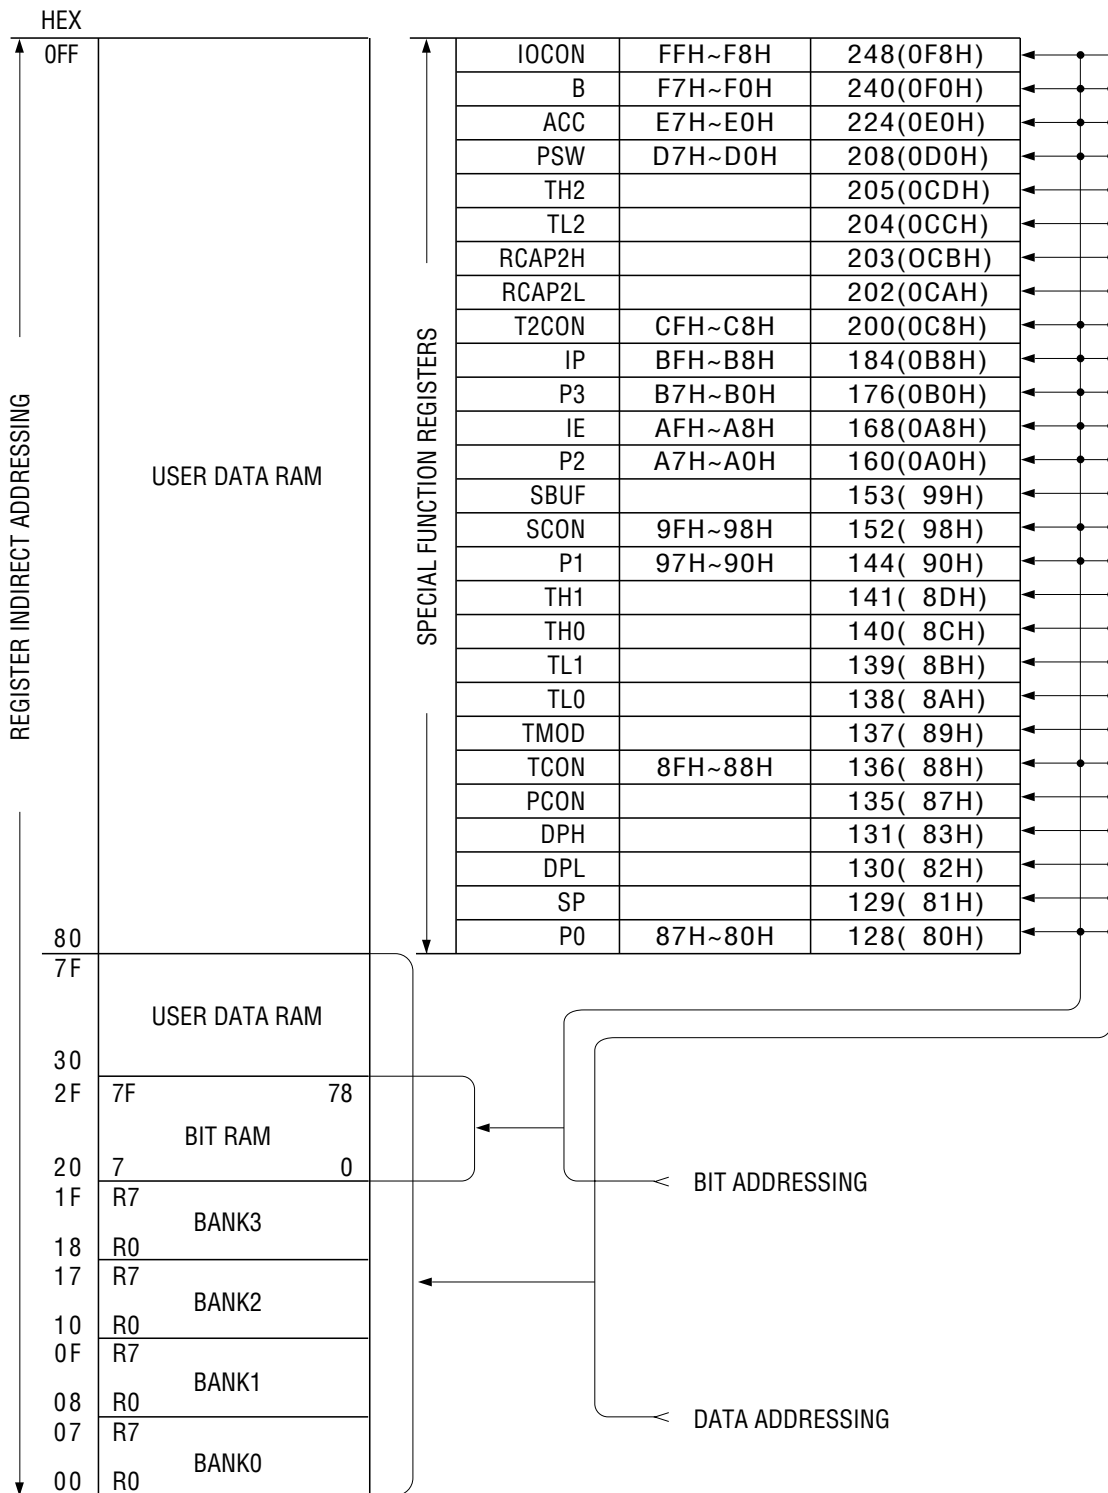 HEX
0FF
IOCON FFH~F8H 248(0F8H)
B F7H~F0H 240(0F0H)
ACC E7H~E0H 224(0E0H)
PSW D7H~D0H 208(0D0H)
TH2 205(0CDH)
TL2 204(0CCH)
RCAP2H 203(OCBH)
RCAP2L 202(0CAH)
T2CON CFH~C8H 200(0C8H)
IP BFH~B8H 184(0B8H)
P3 B7H~B0H 176(0B0H)
IE AFH~A8H 168(0A8H)
P2 A7H~A0H 160(0A0H)
SBUF 153( 99H)
SCON 9FH~98H 152( 98H)
P1 97H~90H 144( 90H)
TH1 141( 8DH)
TH0 140( 8CH)
TL1 139( 8BH)
TL0 138( 8AH)
TMOD 137( 89H)
TCON 8FH~88H 136( 88H)
PCON 135( 87H)
DPH 131( 83H)
DPL 130( 82H)
SP 129( 81H)
P0 87H~80H 128( 80H)
REGISTER INDIRECT ADDRESSING
USER DATA RAM
SPECIAL FUNCTION REGISTERS
80
7F
USER DATA RAM
30
2F 7F 78
BIT RAM
20 7 0
1F R7
BANK3
18 R0
17 R7
BANK2
10 R0
0F R7
BANK1
08 R0
07 R7
BANK0
00 R0
BIT ADDRESSING
DATA ADDRESSING